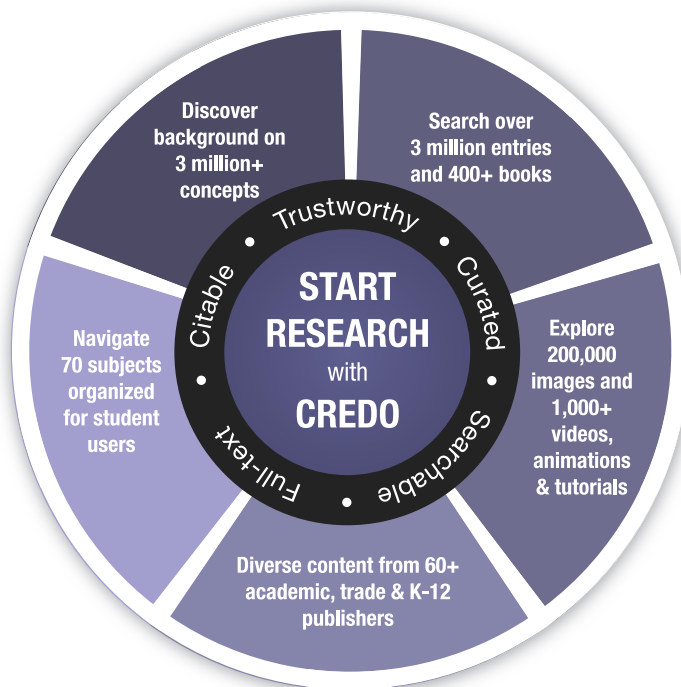 Discover
background on
3 million+
concepts
Search over
3 million entries
and 400+ books
Explore
200,000
images and
1,000+
videos,
animations
& tutorials
Diverse content from 60+
academic, trade & K-12
publishers
Navigate
70 subjects
organized
for student
users
Trustworthy • Curated • Searchable • Full-text • Citable •
START
RESEARCH
with
CREDO